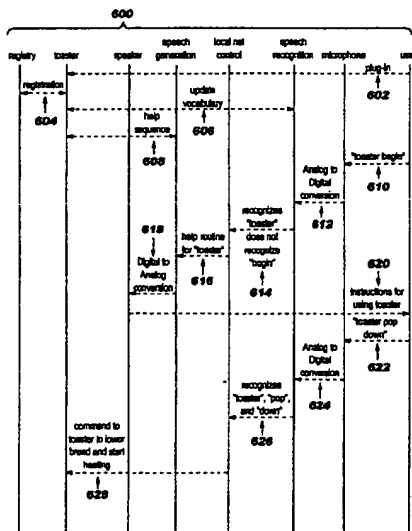 600
registry
toaster
speaker
speech
generation
local net
control
speech
recognition
microphone
user
plug-in
602
registration
604
update
vocabulary
606
help
sequence
608
"toaster begin"
610
Analog to
Digital
conversion
612
recognizes
"toaster"
does not
recognize
"begin"
614
help routine
for "toaster"
616
618
Digital to
Analog
conversion
620
Instructions for
using toaster
"toaster pop
down"
622
Analog to
Digital
conversion
624
recognizes
"toaster", "pop",
and "down"
626
command to
toaster to lower
bread and start
heating
628